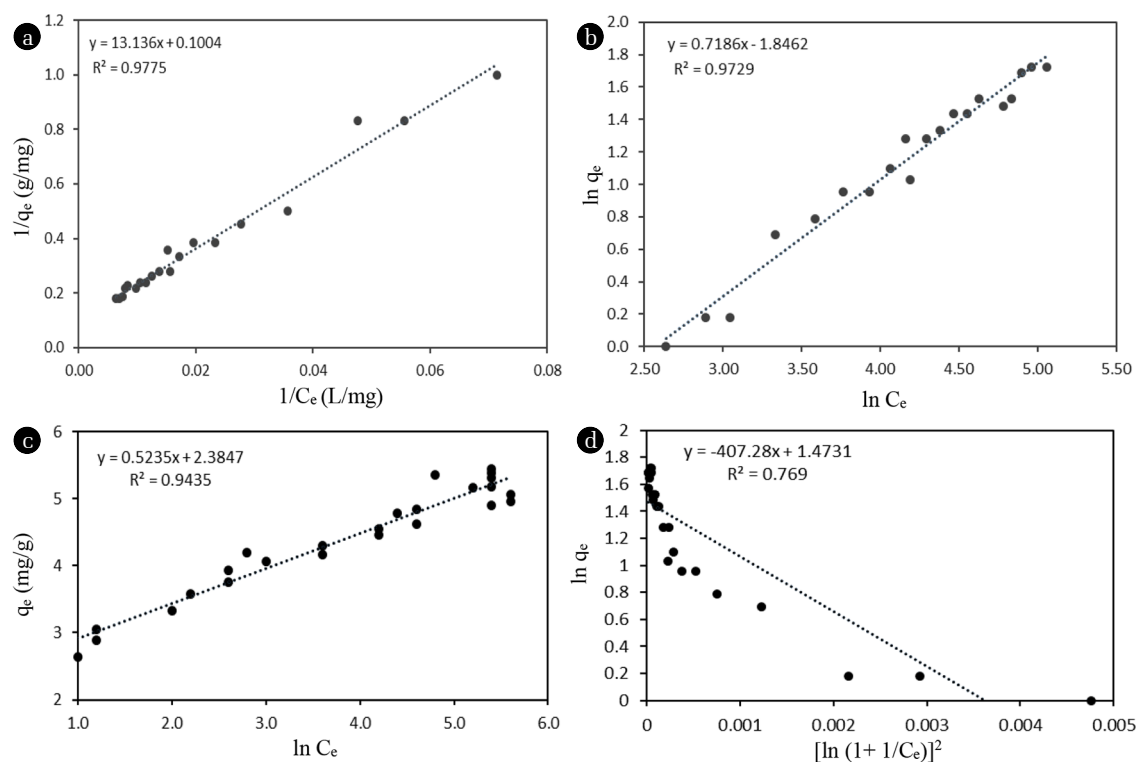 a
y = 13.136x + 0.1004
R² = 0.9775
1.2
1.0
0.8
0.6
0.4
0.2
0.0
0.00 0.02 0.04 0.06 0.08
1/qₑ (g/mg)
1/Cₑ (L/mg)
b
y = 0.7186x - 1.8462
R² = 0.9729
2.0
1.8
1.6
1.4
1.2
1.0
0.8
0.6
0.4
0.2
0.0
2.50 3.00 3.50 4.00 4.50 5.00 5.50
ln qₑ
ln Cₑ
c
y = 0.5235x + 2.3847
R² = 0.9435
6
5
4
3
2
1.0 2.0 3.0 4.0 5.0 6.0
qₑ (mg/g)
ln Cₑ
d
y = -407.28x + 1.4731
R² = 0.769
2
1.8
1.6
1.4
1.2
1
0.8
0.6
0.4
0.2
0
0 0.001 0.002 0.003 0.004 0.005
ln qₑ
[ln (1+ 1/Cₑ)]²